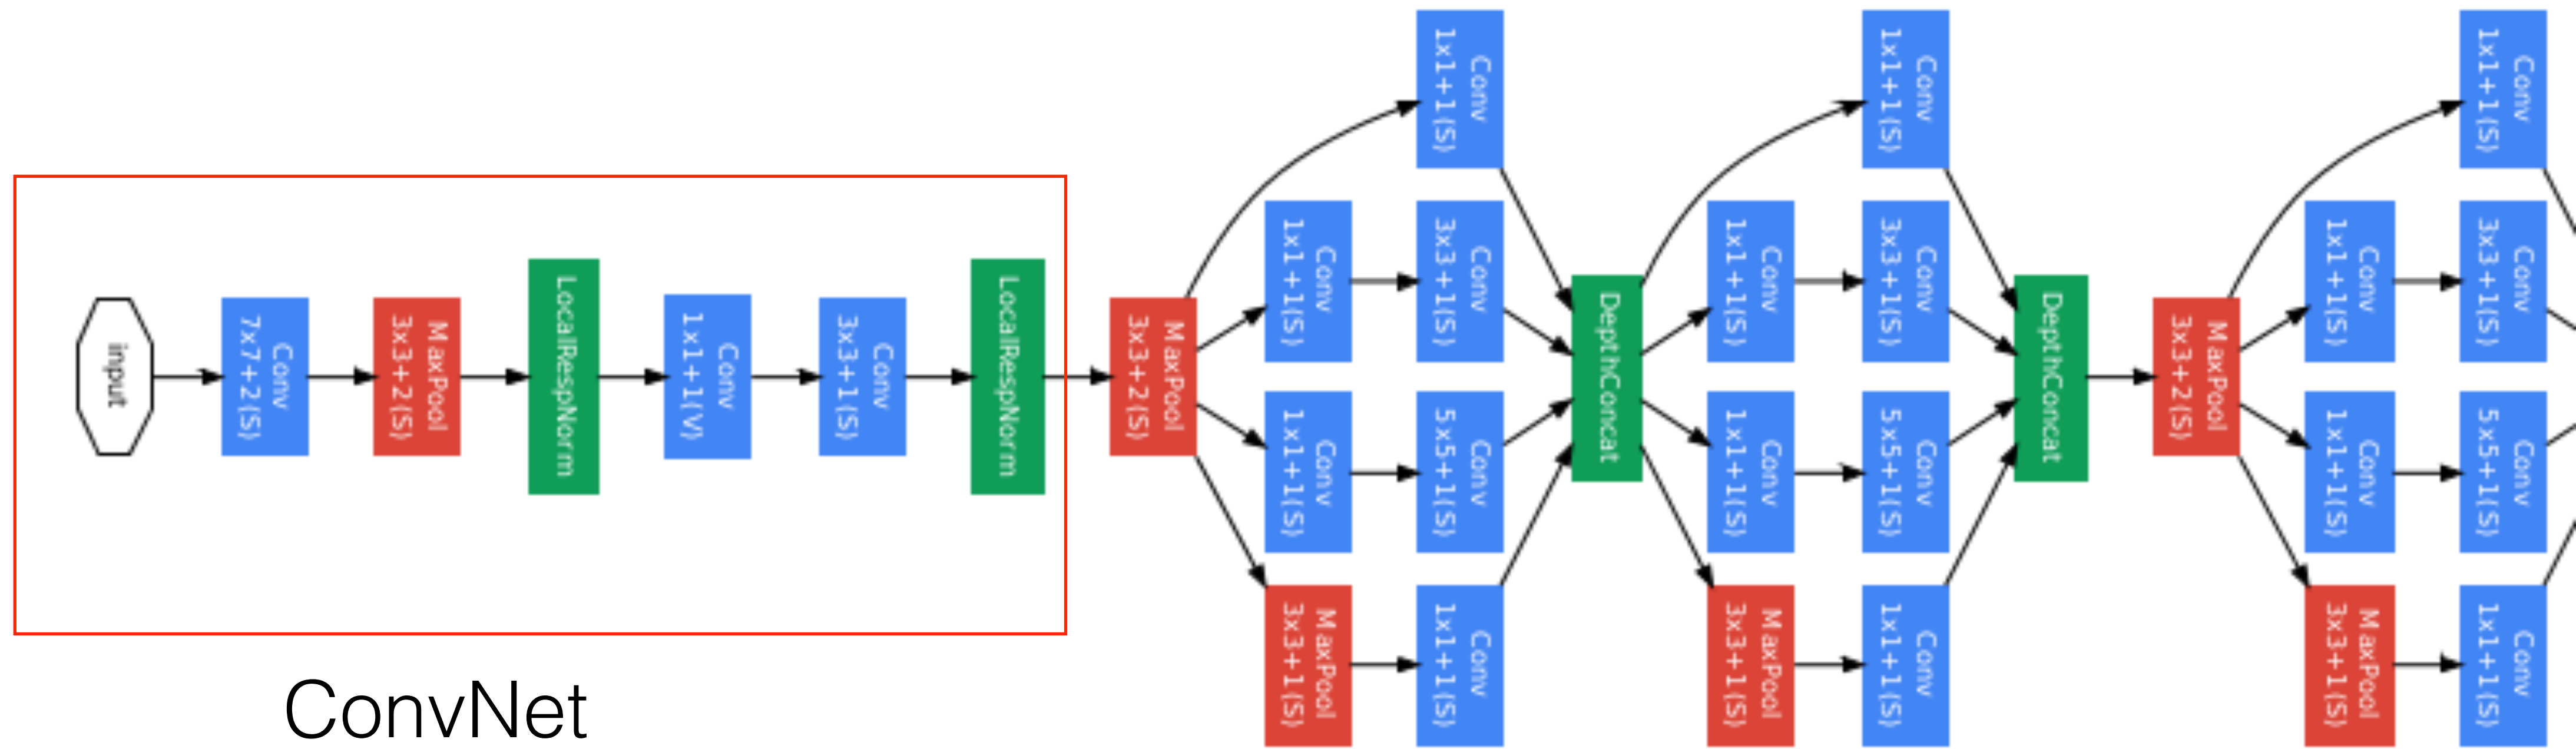 input
Conv
7x7+2(S)
MaxPool
3x3+2(S)
LocalRespNorm
Conv
1x1+1(V)
Conv
3x3+1(S)
LocalRespNorm
MaxPool
3x3+2(S)
Conv
1x1+1(S)
Conv
1x1+1(S)
Conv
3x3+1(S)
Conv
1x1+1(S)
Conv
5x5+1(S)
MaxPool
3x3+1(S)
Conv
1x1+1(S)
DepthConcat
Conv
1x1+1(S)
Conv
1x1+1(S)
Conv
3x3+1(S)
Conv
1x1+1(S)
Conv
5x5+1(S)
MaxPool
3x3+1(S)
Conv
1x1+1(S)
DepthConcat
MaxPool
3x3+2(S)
Conv
1x1+1(S)
Conv
1x1+1(S)
Conv
3x3+1(S)
Conv
1x1+1(S)
Conv
5x5+1(S)
MaxPool
3x3+1(S)
Conv
1x1+1(S)
ConvNet